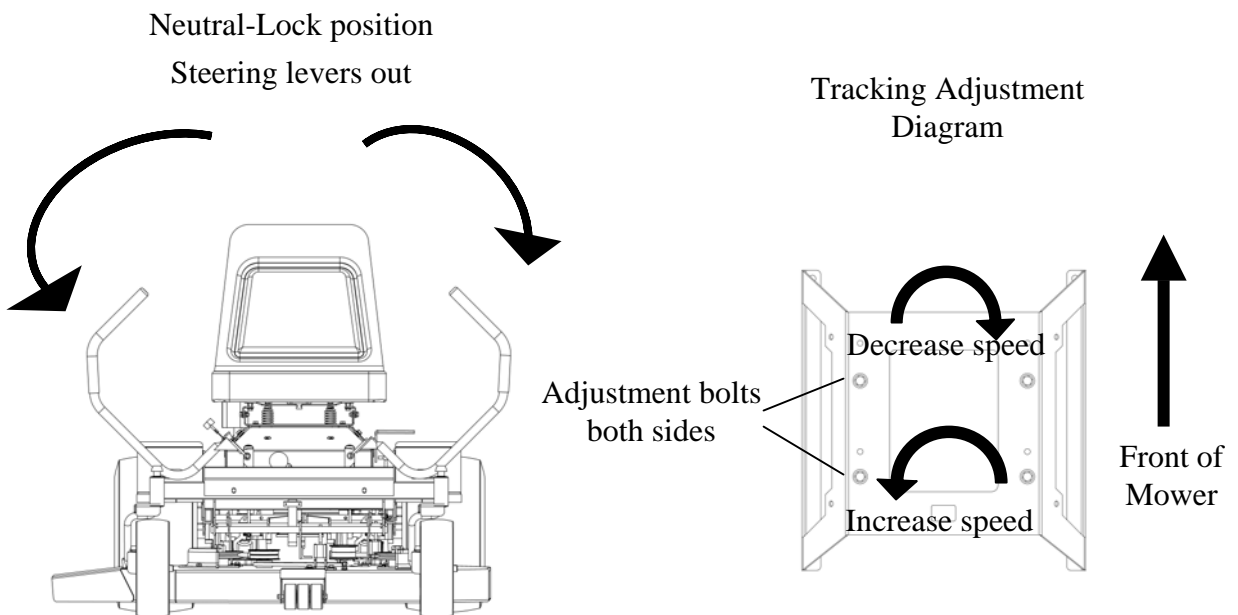 Neutral-Lock position
Steering levers out
Tracking Adjustment
Diagram
Decrease speed
Adjustment bolts
both sides
Increase speed
Front of
Mower